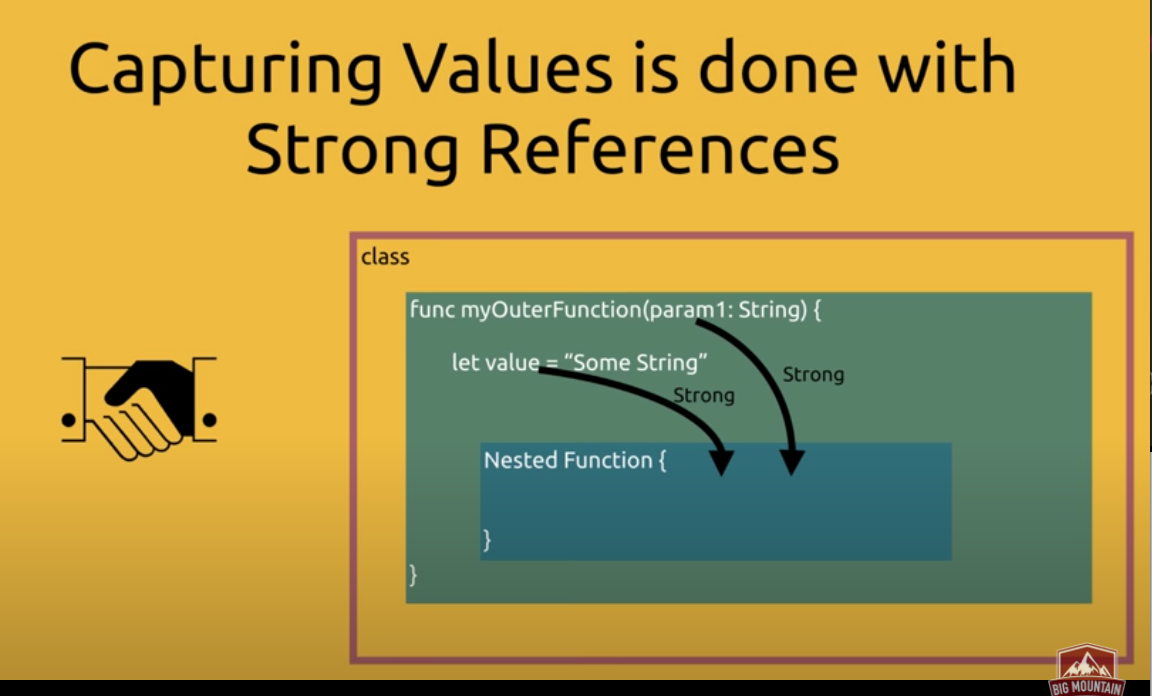 Capturing Values is done with
Strong References
class
func myOuterFunction(param1: String) {
let value = “Some String”
Strong
Strong
Nested Function {
}
}
BIG MOUNTAIN